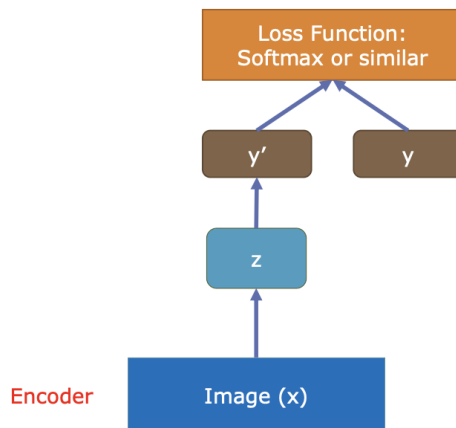 Loss Function:
Softmax or similar
y’
y
z
Encoder
Image (x)